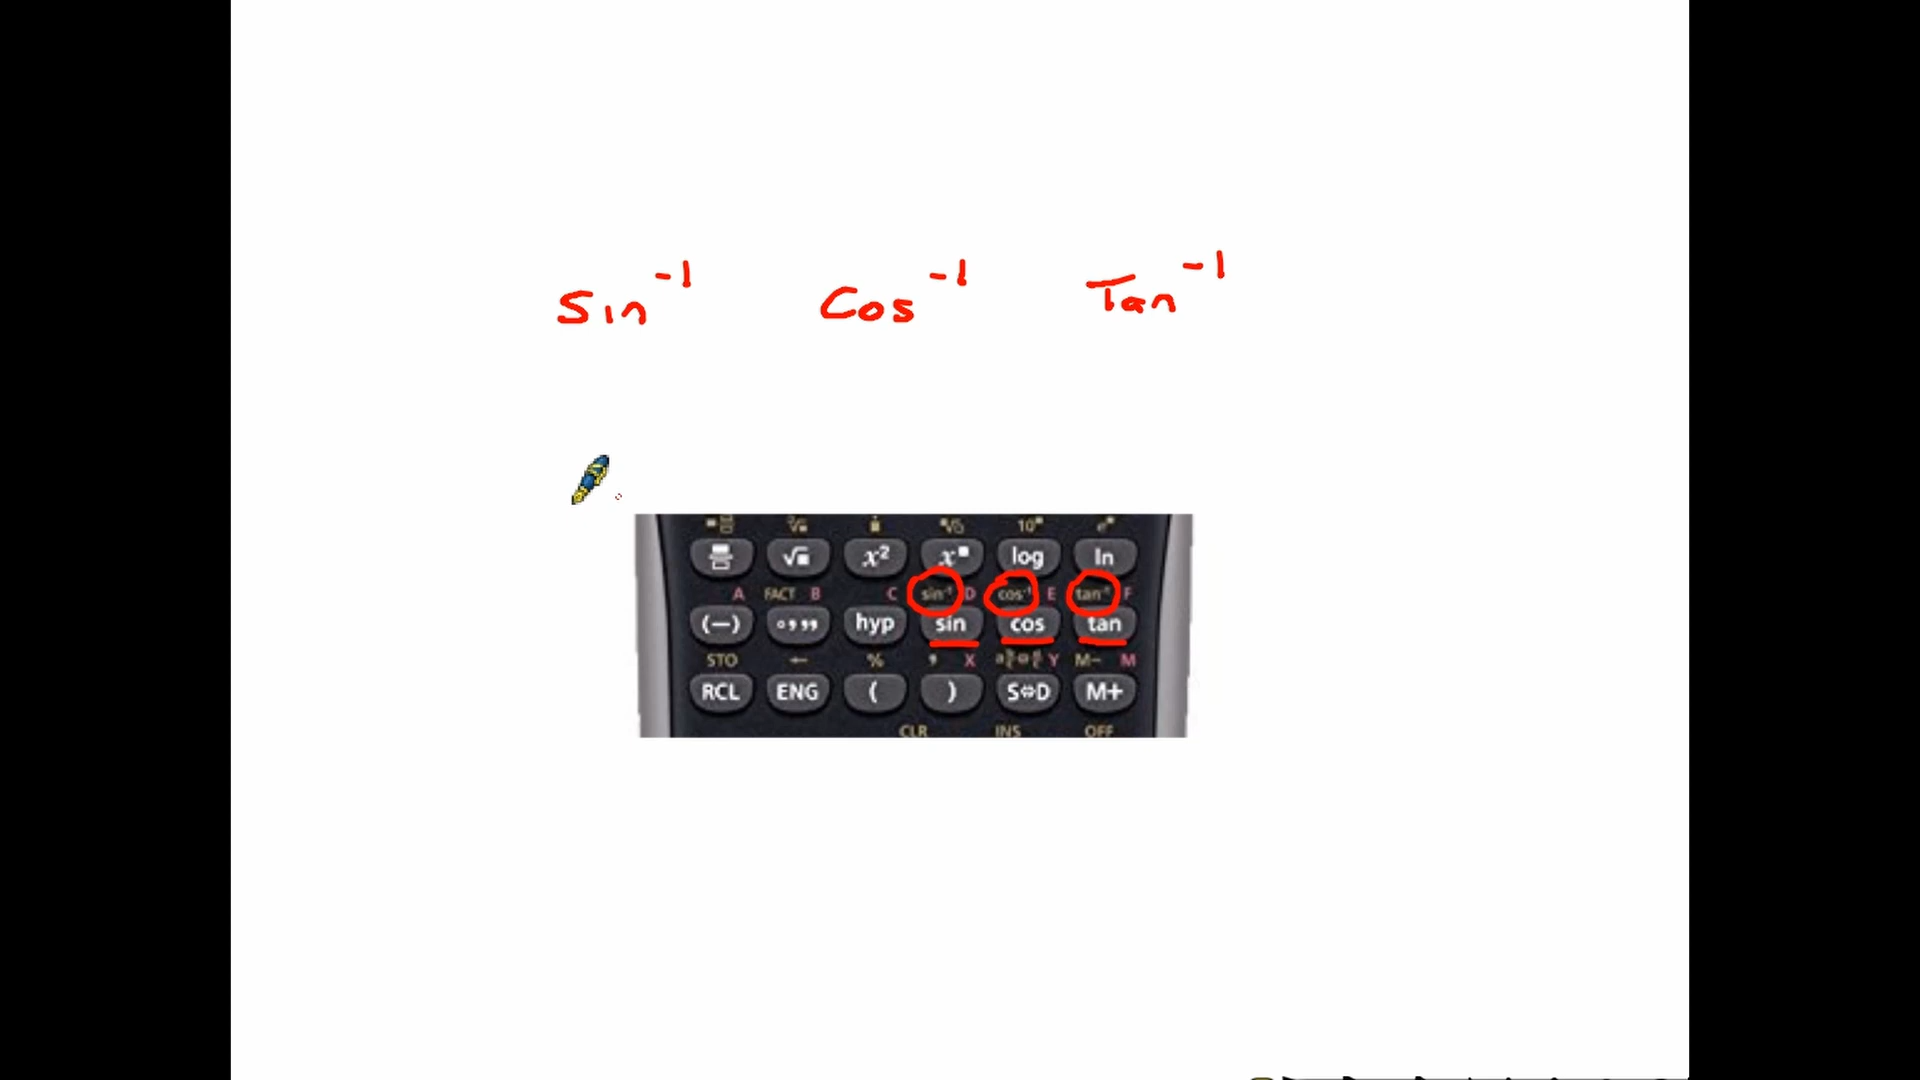 Sin⁻¹ Cos⁻¹ Tan⁻¹
10■ e■
√■ x² x■ log ln
A FACT B C sin⁻¹ D cos⁻¹ E tan⁻¹ F
(—) hyp sin cos tan
STO ← % , X Y M− M
RCL ENG ( ) S⇔D M+
CLR INS OFF